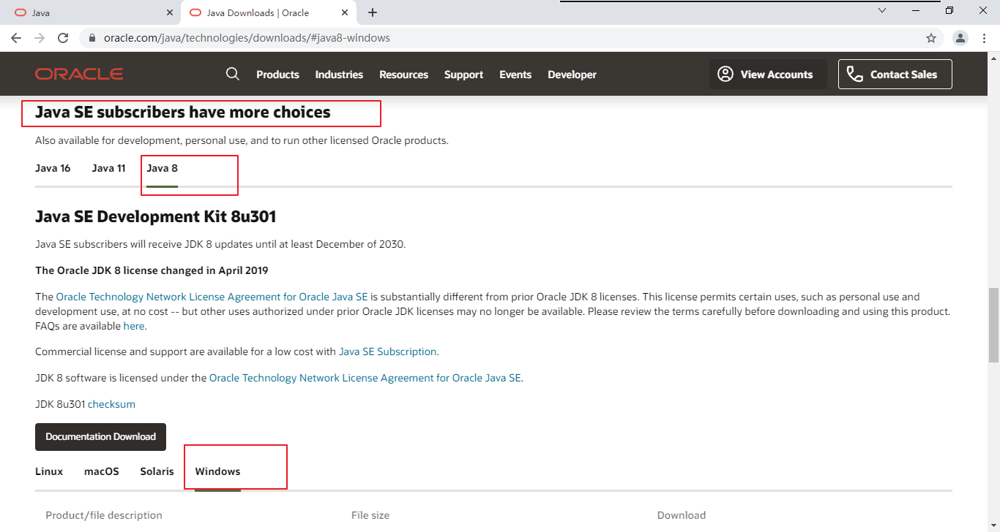 Java
Java Downloads | Oracle
oracle.com/java/technologies/downloads/#java8-windows
ORACLE
Products Industries Resources Support Events Developer
View Accounts
Contact Sales
Java SE subscribers have more choices
Also available for development, personal use, and to run other licensed Oracle products.
Java 16 Java 11 Java 8
Java SE Development Kit 8u301
Java SE subscribers will receive JDK 8 updates until at least December of 2030.
The Oracle JDK 8 license changed in April 2019
The Oracle Technology Network License Agreement for Oracle Java SE is substantially different from prior Oracle JDK 8 licenses. This license permits certain uses, such as personal use and
development use, at no cost -- but other uses authorized under prior Oracle JDK licenses may no longer be available. Please review the terms carefully before downloading and using this product.
FAQs are available here.
Commercial license and support are available for a low cost with Java SE Subscription.
JDK 8 software is licensed under the Oracle Technology Network License Agreement for Oracle Java SE.
JDK 8u301 checksum
Documentation Download
Linux macOS Solaris Windows
Product/file description File size Download